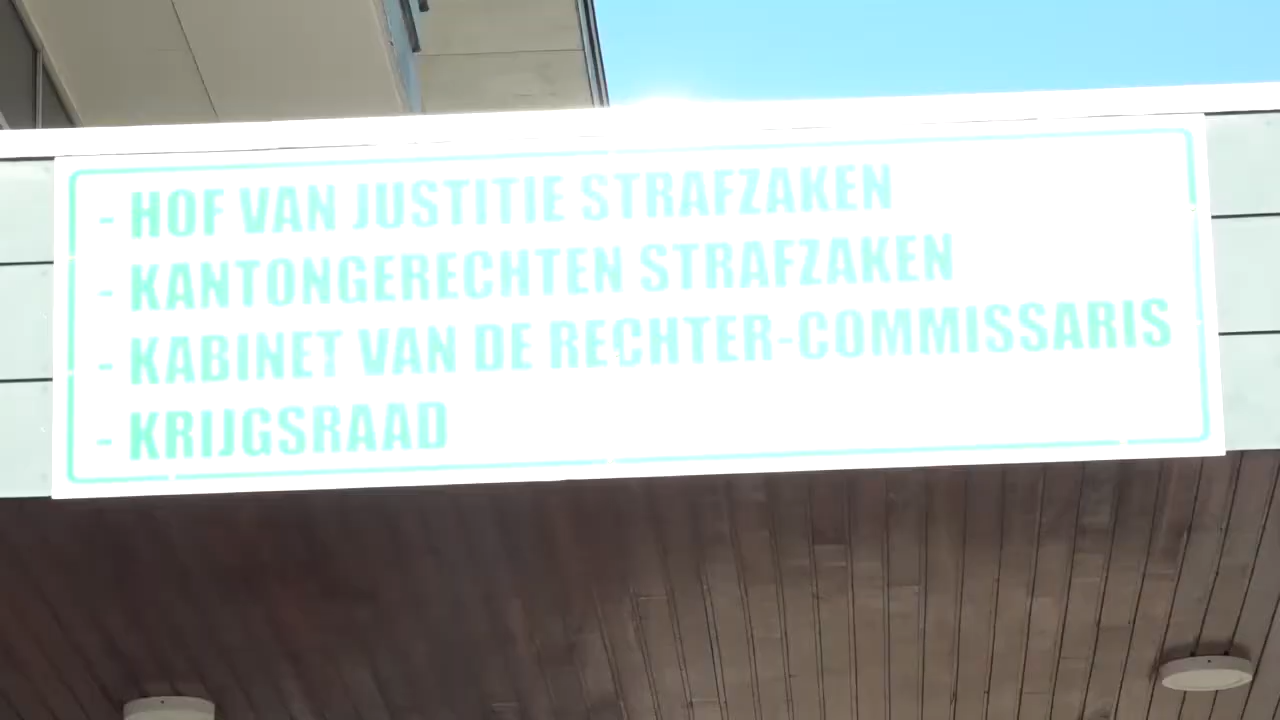 - HOF VAN JUSTITIE STRAFZAKEN
- KANTONGERECHTEN STRAFZAKEN
- KABINET VAN DE RECHTER-COMMISSARIS
- KRIJGSRAAD